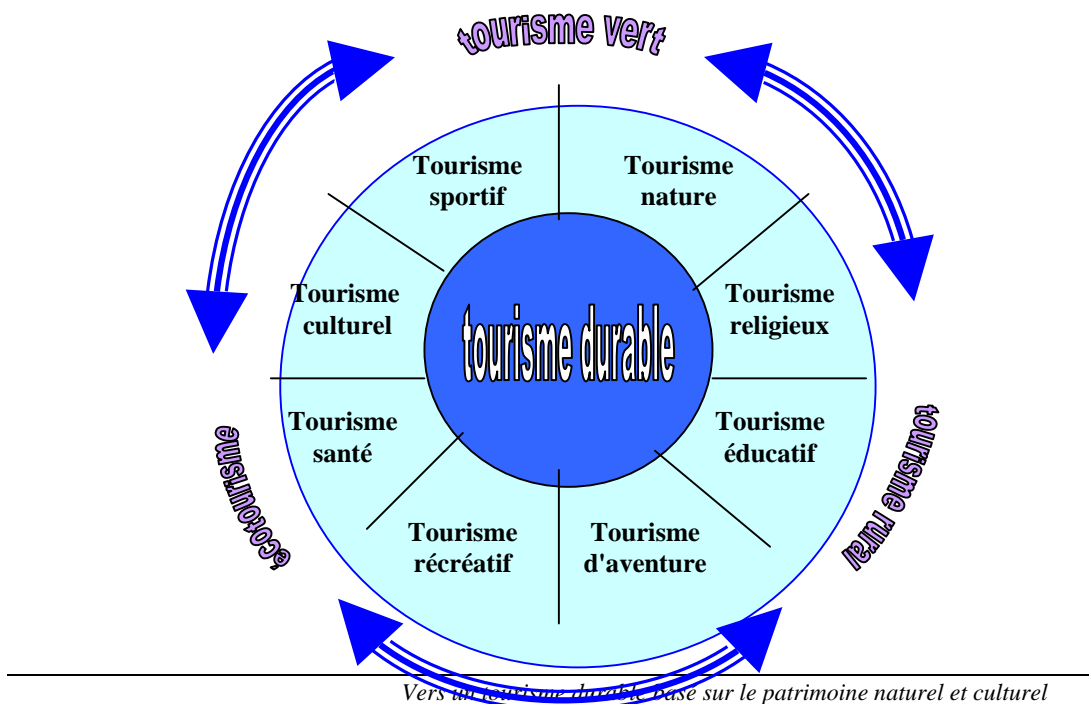 tourisme vert
Tourisme
sportif
Tourisme
nature
Tourisme
culturel
tourisme durable
Tourisme
religieux
Tourisme
santé
Tourisme
éducatif
écotourisme
tourisme rural
Tourisme
récréatif
Tourisme
d'aventure
Vers un tourisme durable basé sur le patrimoine naturel et culturel